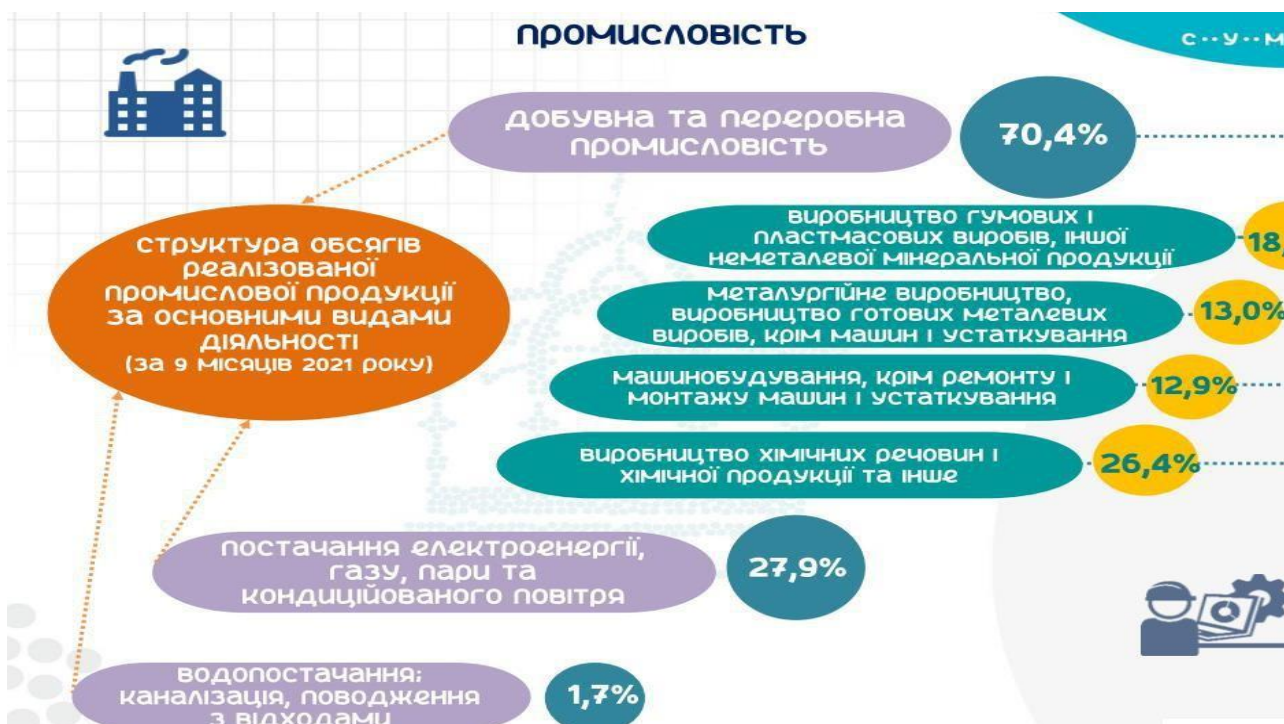 ПРОМИСЛОВІСТЬ
С··У··М
ДОБУВНА ТА ПЕРЕРОБНА
ПРОМИСЛОВІСТЬ
70,4%
СТРУКТУРА ОБСЯГІВ
РЕАЛІЗОВАНОЇ
ПРОМИСЛОВОЇ ПРОДУКЦІЇ
ЗА ОСНОВНИМИ ВИДАМИ
ДІЯЛЬНОСТІ
(ЗА 9 МІСЯЦІВ 2021 РОКУ)
ВИРОБНИЦТВО ГУМОВИХ І
ПЛАСТМАСОВИХ ВИРОБІВ, ІНШОЇ
НЕМЕТАЛЕВОЇ МІНЕРАЛЬНОЇ ПРОДУКЦІЇ
18,
МЕТАЛУРГІЙНЕ ВИРОБНИЦТВО,
ВИРОБНИЦТВО ГОТОВИХ МЕТАЛЕВИХ
ВИРОБІВ, КРІМ МАШИН І УСТАТКУВАННЯ
13,0%
МАШИНОБУДУВАННЯ, КРІМ РЕМОНТУ І
МОНТАЖУ МАШИН І УСТАТКУВАННЯ
12,9%
ВИРОБНИЦТВО ХІМІЧНИХ РЕЧОВИН І
ХІМІЧНОЇ ПРОДУКЦІЇ ТА ІНШЕ
26,4%
ПОСТАЧАННЯ ЕЛЕКТРОЕНЕРГІЇ,
ГАЗУ, ПАРИ ТА
КОНДИЦІЙОВАНОГО ПОВІТРЯ
27,9%
ВОДОПОСТАЧАННЯ;
КАНАЛІЗАЦІЯ, ПОВОДЖЕННЯ
З ВІДХОДАМИ
1,7%